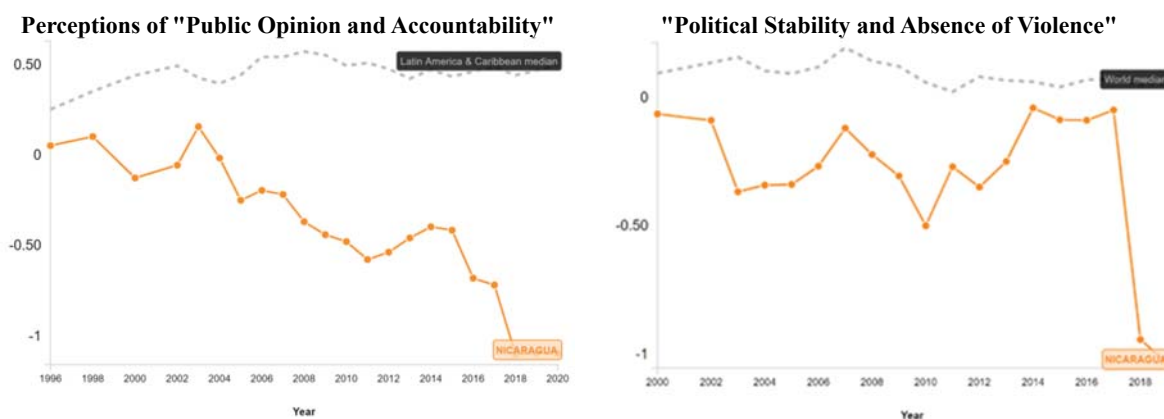 Perceptions of "Public Opinion and Accountability"
0.50
Latin America & Caribbean median
0
-0.50
-1
NICARAGUA
1996 1998 2000 2002 2004 2006 2008 2010 2012 2014 2016 2018 2020
Year
"Political Stability and Absence of Violence"
World median
0
-0.50
-1
NICARAGUA
2000 2002 2004 2006 2008 2010 2012 2014 2016 2018
Year